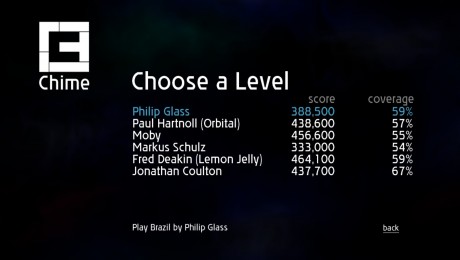 Chime
Choose a Level
score coverage
Philip Glass 388,500 59%
Paul Hartnoll (Orbital) 438,600 57%
Moby 456,600 55%
Markus Schulz 333,000 54%
Fred Deakin (Lemon Jelly) 464,100 59%
Jonathan Coulton 437,700 67%
Play Brazil by Philip Glass
back